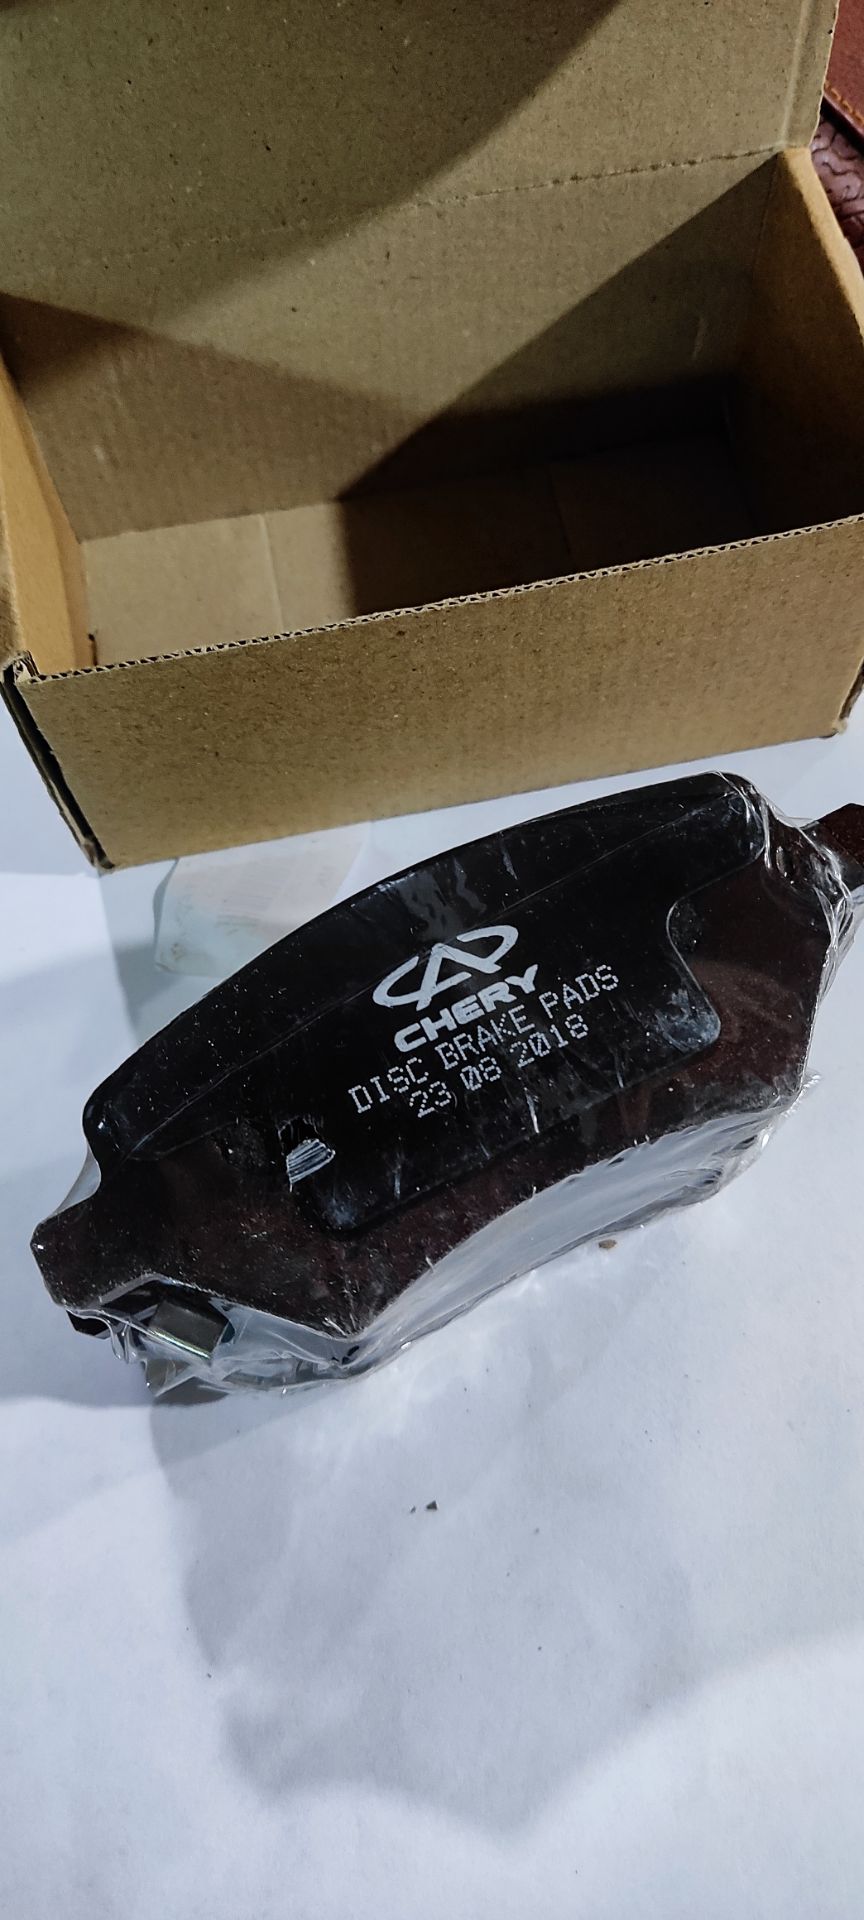 CHERY
DISC BRAKE PADS
23 08 2018